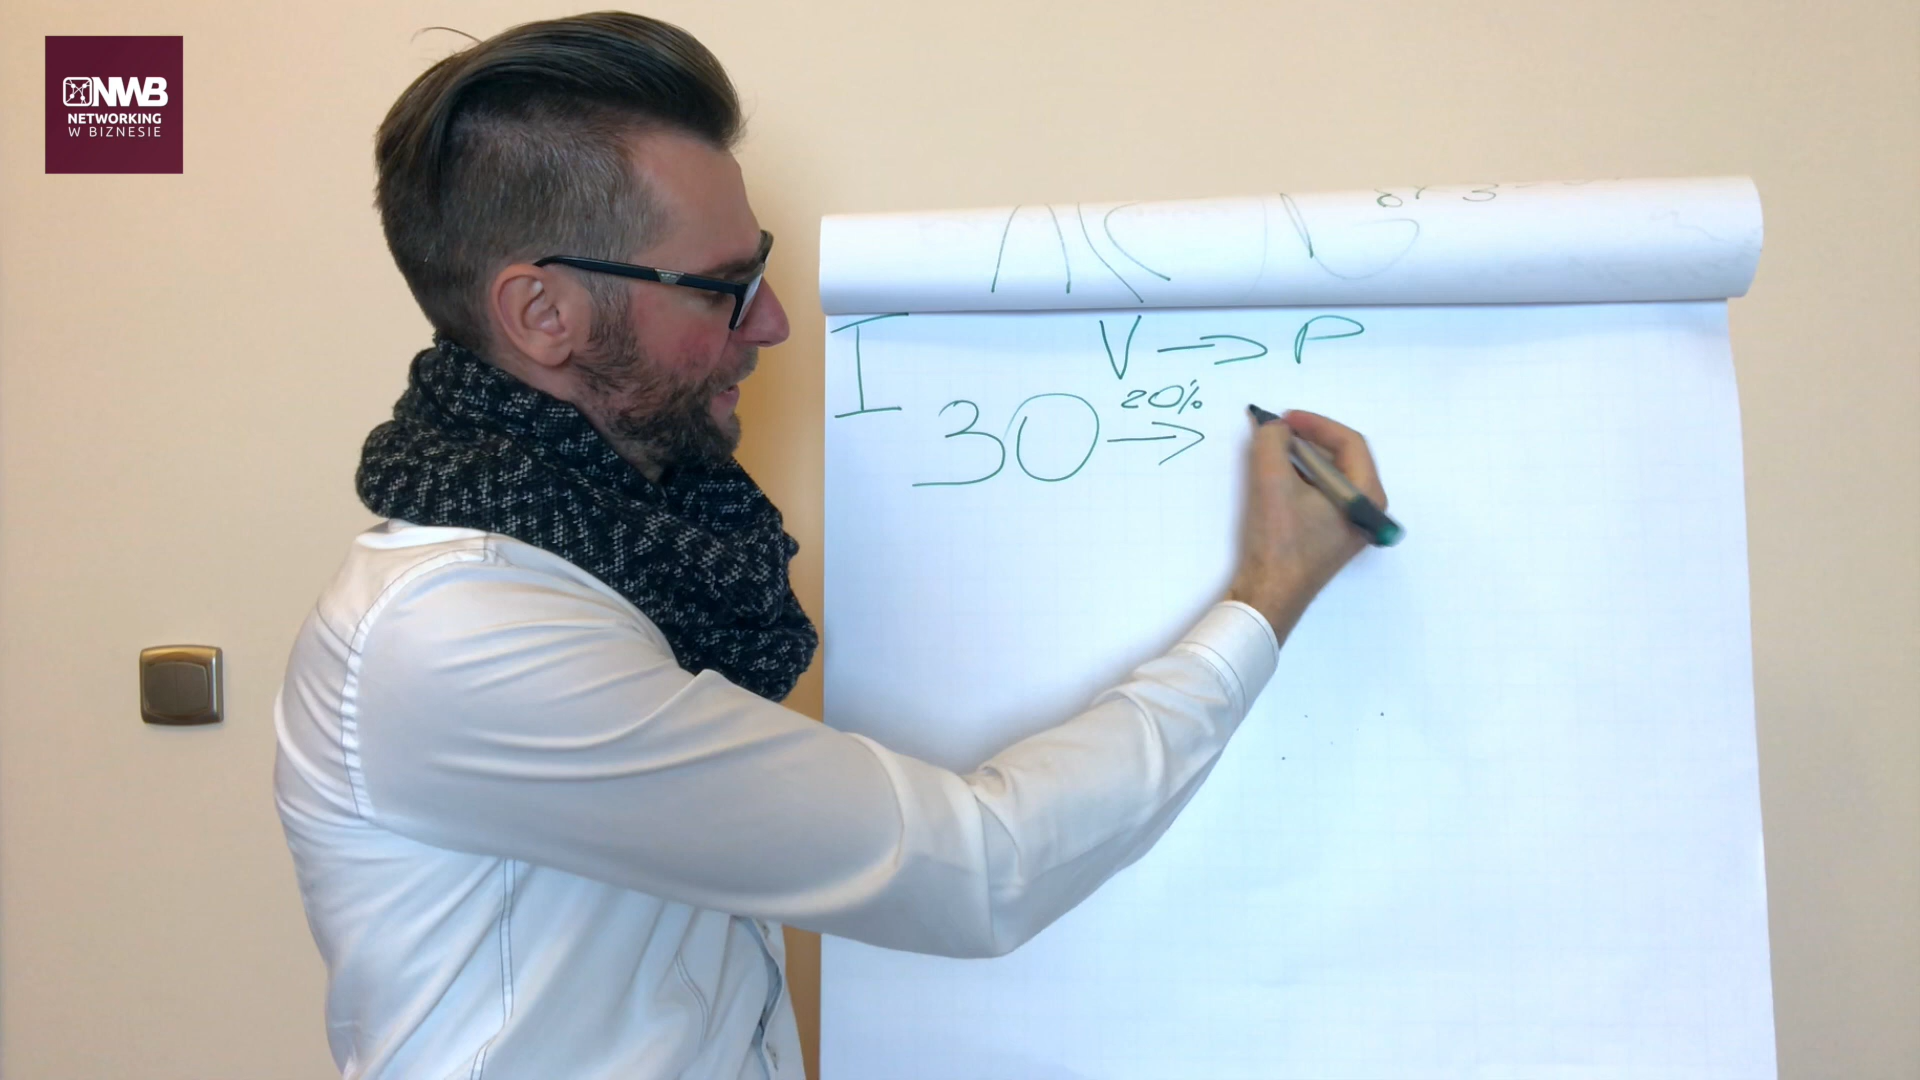 NWB
NETWORKING
W BIZNESIE
I
V → P
20%
30 →